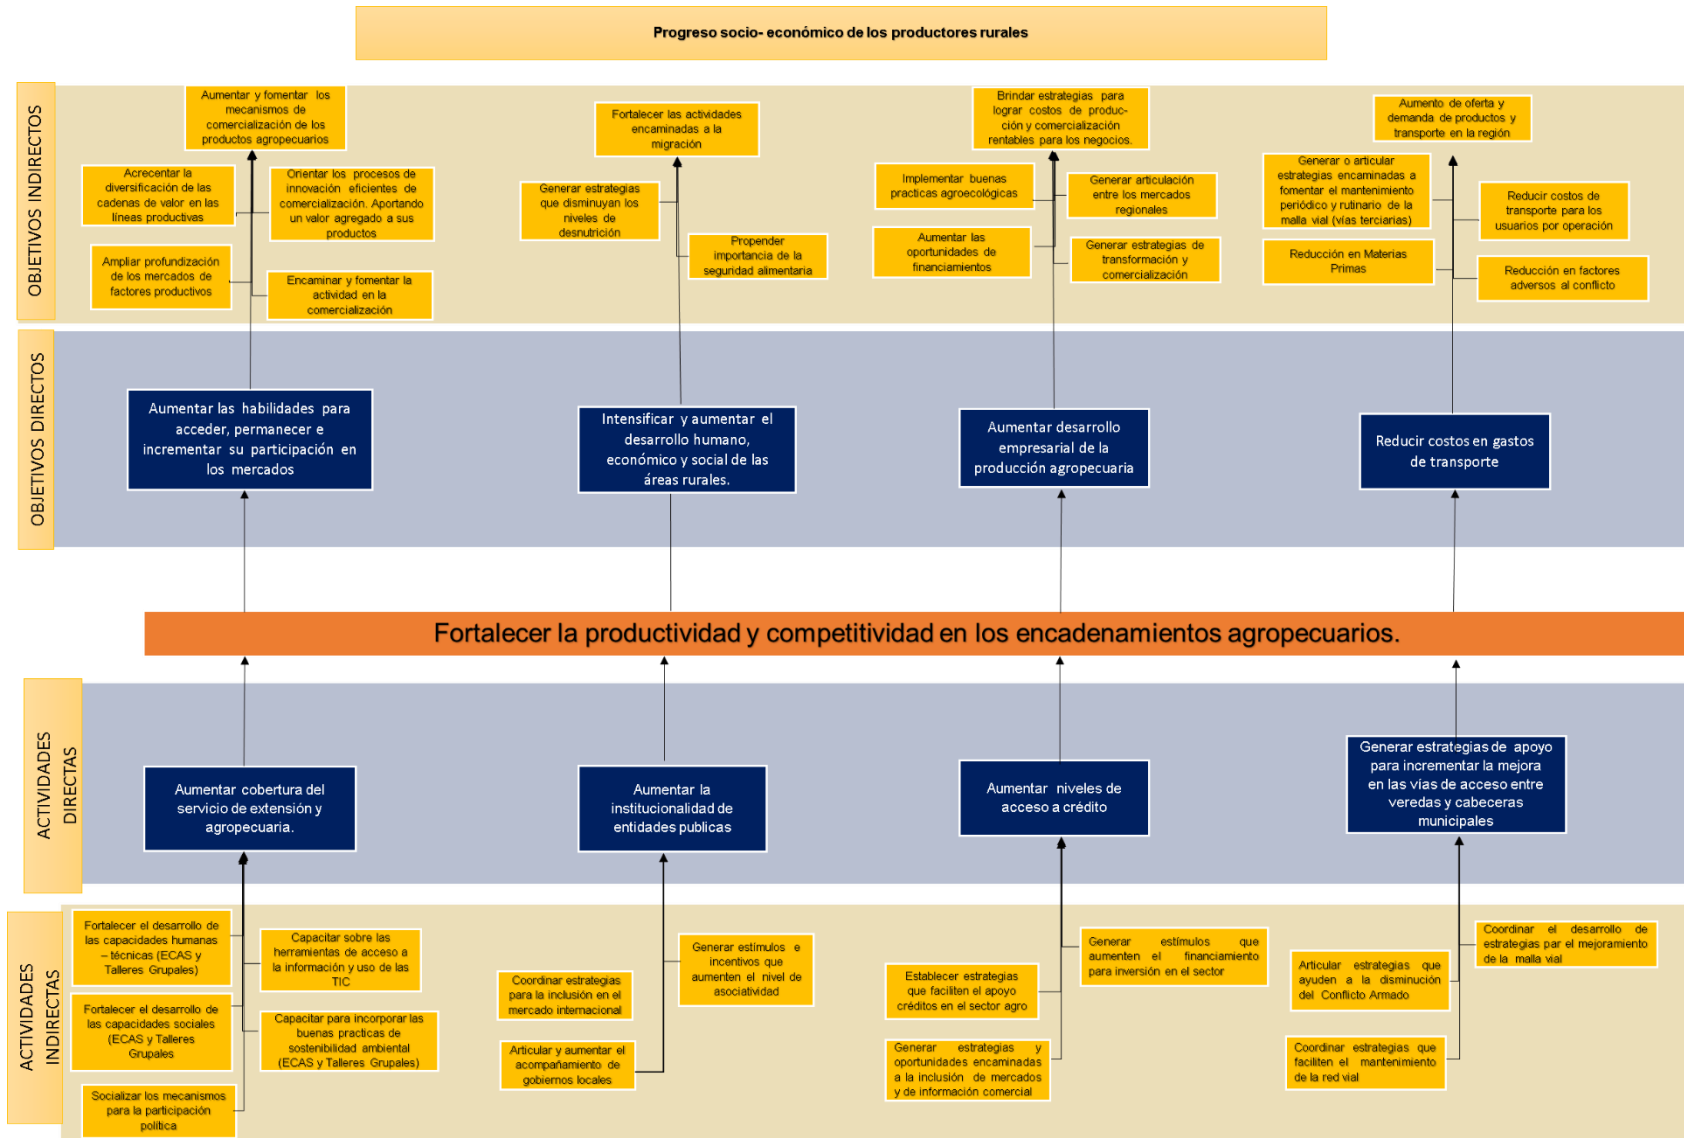 Progreso socio- económico de los productores rurales
OBJETIVOS INDIRECTOS
Aumentar y fomentar los
mecanismos de
comercialización de los
productos agropecuarios
Acrecentar la
diversificación de las
cadenas de valor en las
líneas productivas
Orientar los procesos de
innovación eficientes de
comercialización. Aportando
un valor agregado a sus
productos
Ampliar profundización
de los mercados de
factores productivos
Encaminar y fomentar la
actividad en la
comercialización
Fortalecer las actividades
encaminadas a la
migración
Generar estrategias
que disminuyan los
niveles de
desnutrición
Propender
importancia de la
seguridad alimentaria
Brindar estrategias para
lograr costos de produc-
ción y comercialización
rentables para los negocios.
Implementar buenas
practicas agroecológicas
Generar articulación
entre los mercados
regionales
Aumentar las
oportunidades de
financiamientos
Generar estrategias de
transformación y
comercialización
Aumento de oferta y
demanda de productos y
transporte en la región
Generar o articular
estrategias encaminadas a
fomentar el mantenimiento
periódico y rutinario de la
malla vial (vías terciarias)
Reducir costos de
transporte para los
usuarios por operación
Reducción en Materias
Primas
Reducción en factores
adversos al conflicto
OBJETIVOS DIRECTOS
Aumentar las habilidades para
acceder, permanecer e
incrementar su participación en
los mercados
Intensificar y aumentar el
desarrollo humano,
económico y social de las
áreas rurales.
Aumentar desarrollo
empresarial de la
producción agropecuaria
Reducir costos en gastos
de transporte
Fortalecer la productividad y competitividad en los encadenamientos agropecuarios.
ACTIVIDADES
DIRECTAS
Aumentar cobertura del
servicio de extensión y
agropecuaria.
Aumentar la
institucionalidad de
entidades publicas
Aumentar niveles de
acceso a crédito
Generar estrategias de apoyo
para incrementar la mejora
en las vías de acceso entre
veredas y cabeceras
municipales
ACTIVIDADES
INDIRECTAS
Fortalecer el desarrollo de
las capacidades humanas
– técnicas (ECAS y
Talleres Grupales)
Capacitar sobre las
herramientas de acceso a
la información y uso de las
TIC
Fortalecer el desarrollo de
las capacidades sociales
(ECAS y Talleres
Grupales
Capacitar para incorporar las
buenas practicas de
sostenibilidad ambiental
(ECAS y Talleres Grupales)
Socializar los mecanismos
para la participación
política
Generar estímulos e
incentivos que
aumenten el nivel de
asociatividad
Coordinar estrategias
para la inclusión en el
mercado internacional
Articular y aumentar el
acompañamiento de
gobiernos locales
Generar estímulos que
aumenten el financiamiento
para inversión en el sector
Establecer estrategias
que faciliten el apoyo
créditos en el sector agro
Generar estrategias y
oportunidades encaminadas
a la inclusión de mercados
y de información comercial
Coordinar el desarrollo de
estrategias par el mejoramiento
de la malla vial
Articular estrategias que
ayuden a la disminución
del Conflicto Armado
Coordinar estrategias que
faciliten el mantenimiento
de la red vial